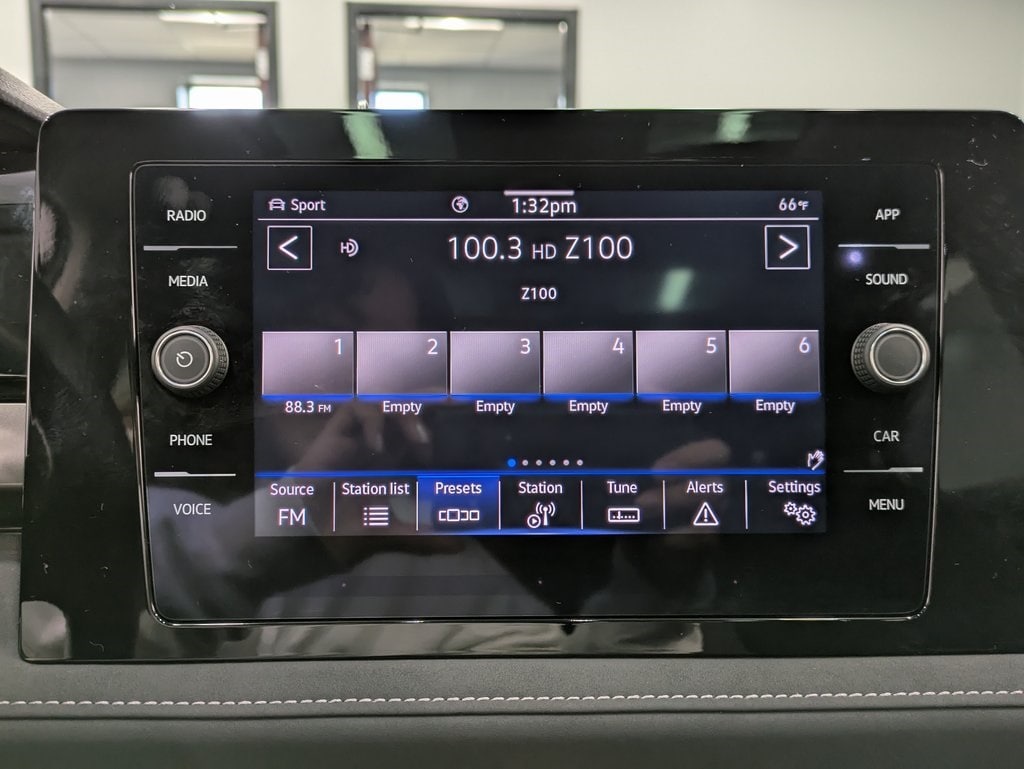 RADIO
MEDIA
PHONE
VOICE
Sport
1:32pm
66°F
< HD 100.3 HD Z100 >
Z100
1 2 3 4 5 6
88.3 FM Empty Empty Empty Empty Empty
Source Station list Presets Station Tune Alerts Settings
FM
APP
SOUND
CAR
MENU